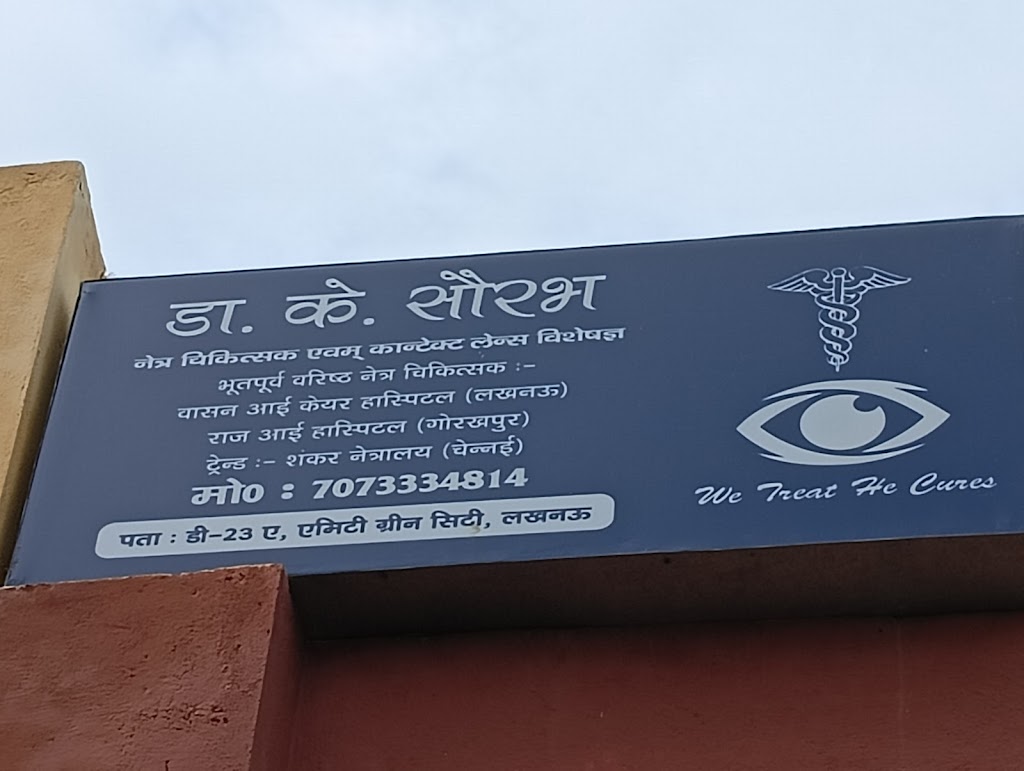 डा. के. सौरभ
नेत्र चिकित्सक एवम् कान्टेक्ट लेन्स विशेषज्ञ
भूतपूर्व वरिष्ठ नेत्र चिकित्सक :-
वासन आई केयर हास्पिटल (लखनऊ)
राज आई हास्पिटल (गोरखपुर)
ट्रेन्ड :- शंकर नेत्रालय (चेन्नई)
मो0 : 7073334814
पता : डी-23 ए, एमिटी ग्रीन सिटी, लखनऊ
We Treat He Cures